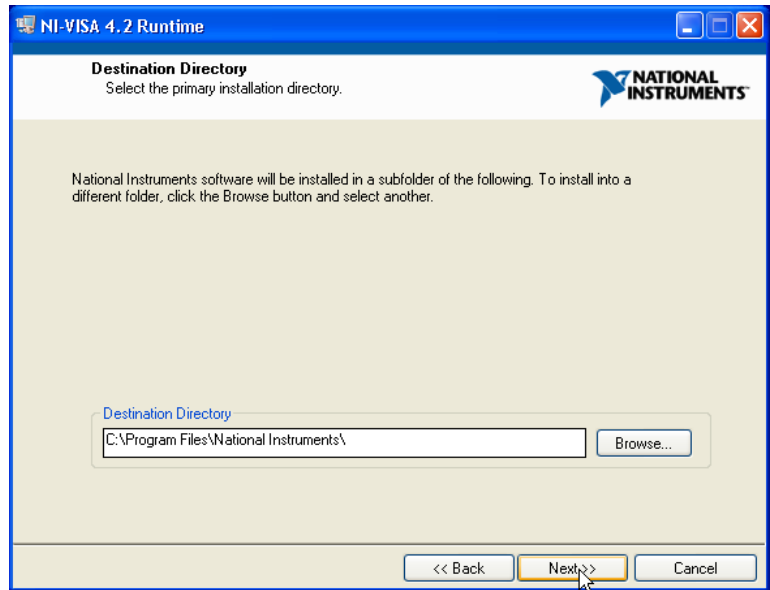 NI-VISA 4.2 Runtime
Destination Directory
Select the primary installation directory.
NATIONAL
INSTRUMENTS
National Instruments software will be installed in a subfolder of the following. To install into a
different folder, click the Browse button and select another.
Destination Directory
C:\Program Files\National Instruments\
Browse...
<< Back
Next >>
Cancel